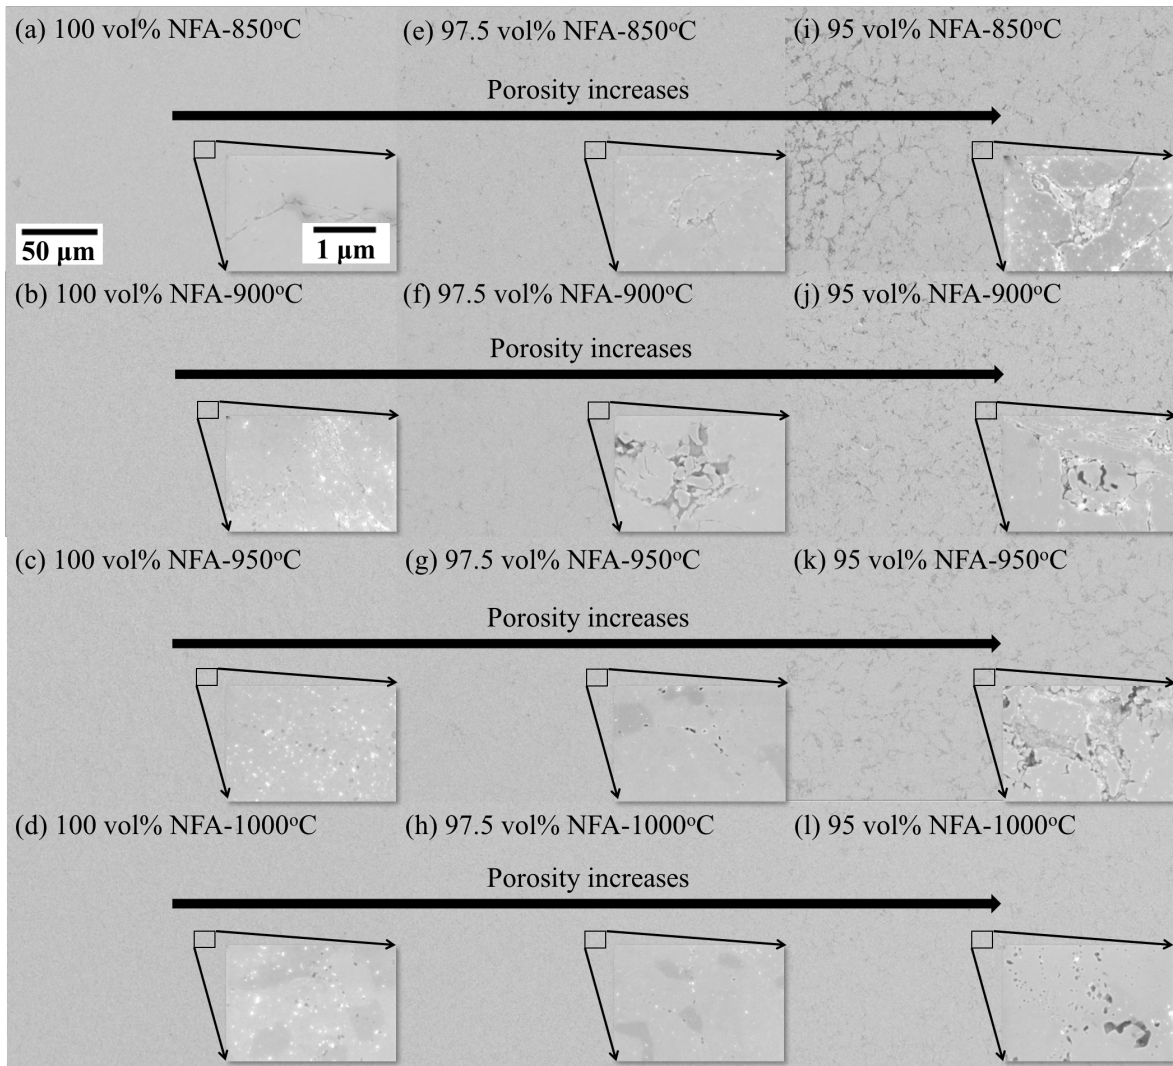 (a) 100 vol% NFA-850°C
(e) 97.5 vol% NFA-850°C
(i) 95 vol% NFA-850°C
Porosity increases
50 μm
1 μm
(b) 100 vol% NFA-900°C
(f) 97.5 vol% NFA-900°C
(j) 95 vol% NFA-900°C
Porosity increases
(c) 100 vol% NFA-950°C
(g) 97.5 vol% NFA-950°C
(k) 95 vol% NFA-950°C
Porosity increases
(d) 100 vol% NFA-1000°C
(h) 97.5 vol% NFA-1000°C
(l) 95 vol% NFA-1000°C
Porosity increases